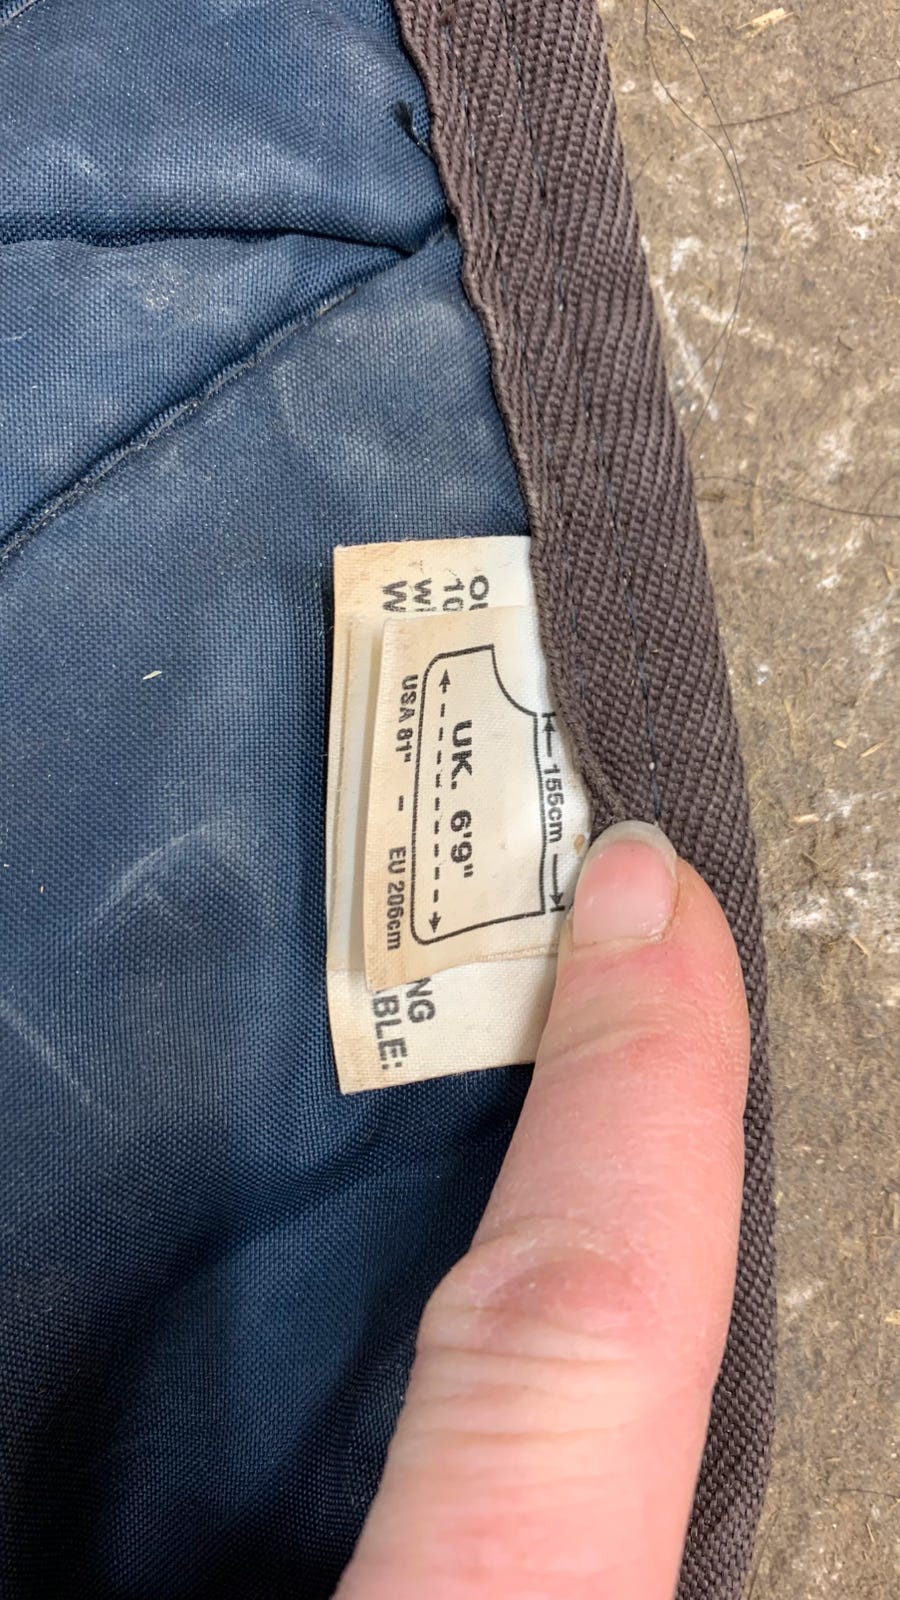 155cm
UK. 6'9"
USA 81" - EU 206cm
NG
BLE: